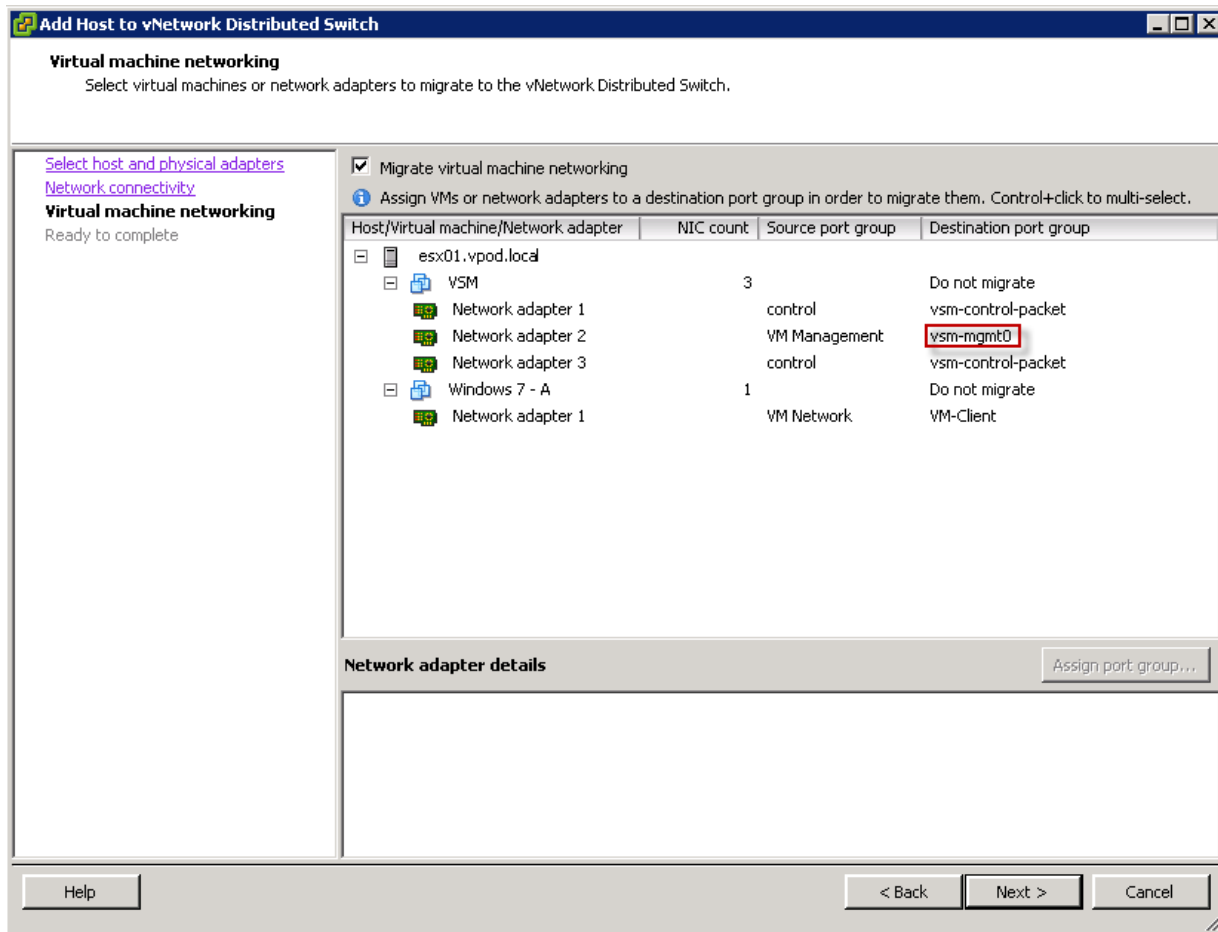 Add Host to vNetwork Distributed Switch
Virtual machine networking
Select virtual machines or network adapters to migrate to the vNetwork Distributed Switch.
Select host and physical adapters
Network connectivity
Virtual machine networking
Ready to complete
Migrate virtual machine networking
Assign VMs or network adapters to a destination port group in order to migrate them. Control+click to multi-select.
Host/Virtual machine/Network adapter NIC count Source port group Destination port group
esx01.vpod.local
VSM 3 Do not migrate
Network adapter 1 control vsm-control-packet
Network adapter 2 VM Management vsm-mgmt0
Network adapter 3 control vsm-control-packet
Windows 7 - A 1 Do not migrate
Network adapter 1 VM Network VM-Client
Network adapter details Assign port group...
Help < Back Next > Cancel